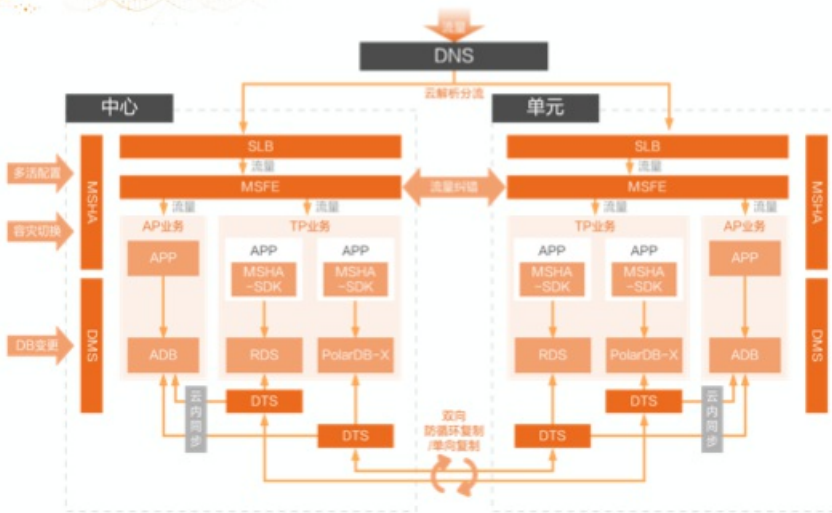 流量
DNS
云解析分流
中心
单元
SLB
流量
MSFE
流量
流量
AP业务
TP业务
APP
APP
MSHA
-SDK
APP
MSHA
-SDK
ADB
RDS
PolarDB-X
DTS
DTS
云内同步
MSHA
DMS
多活配置
容灾切换
DB变更
流量纠错
双向
防循环复制
/单向复制
SLB
流量
MSFE
流量
流量
TP业务
AP业务
APP
MSHA
-SDK
APP
MSHA
-SDK
APP
RDS
PolarDB-X
ADB
DTS
DTS
云内同步
MSHA
DMS